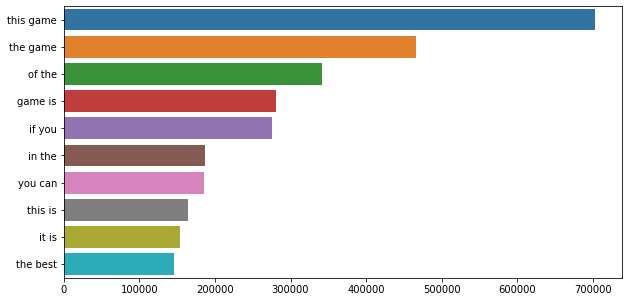 this game
the game
of the
game is
if you
in the
you can
this is
it is
the best
0 100000 200000 300000 400000 500000 600000 700000